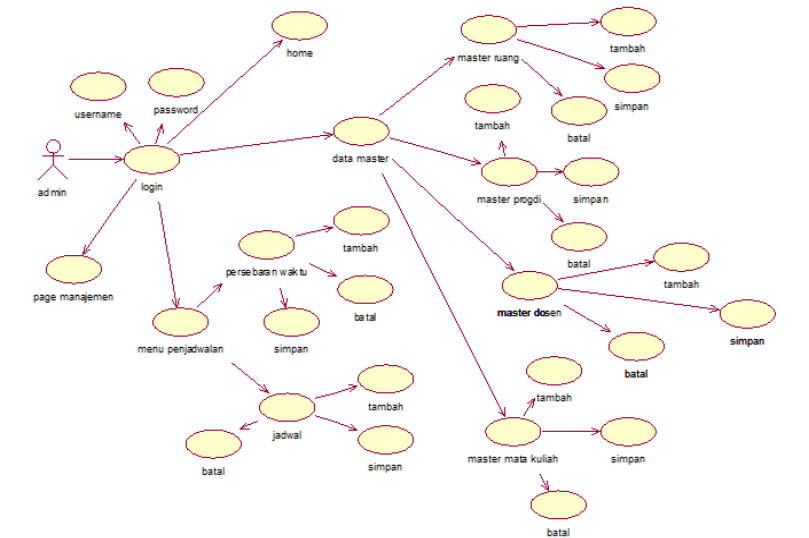 home
master ruang
tambah
simpan
batal
username
password
tambah
data master
admin
login
master progdi
simpan
batal
tambah
persebaran waktu
page manajemen
batal
tambah
master dosen
simpan
menu penjadwalan
simpan
batal
tambah
tambah
jadwal
batal
simpan
master mata kuliah
simpan
batal